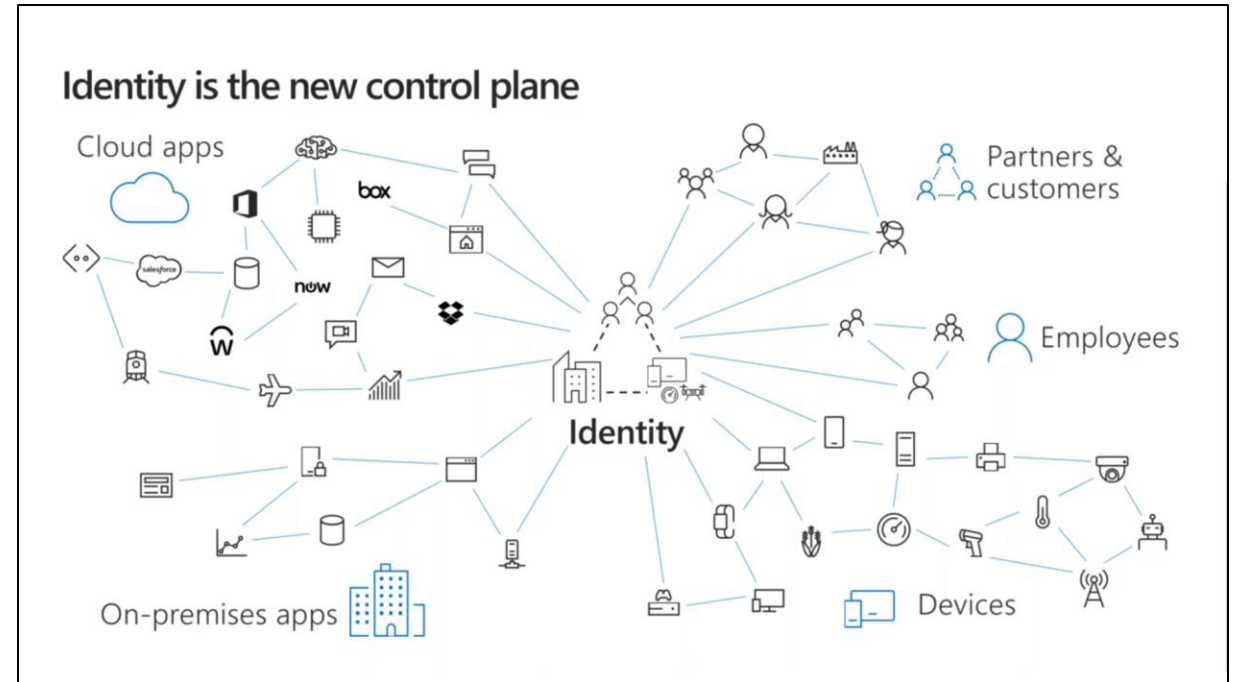 Identity is the new control plane
Cloud apps
box
salesforce
now
W
Partners &
customers
Employees
Identity
On-premises apps
Devices